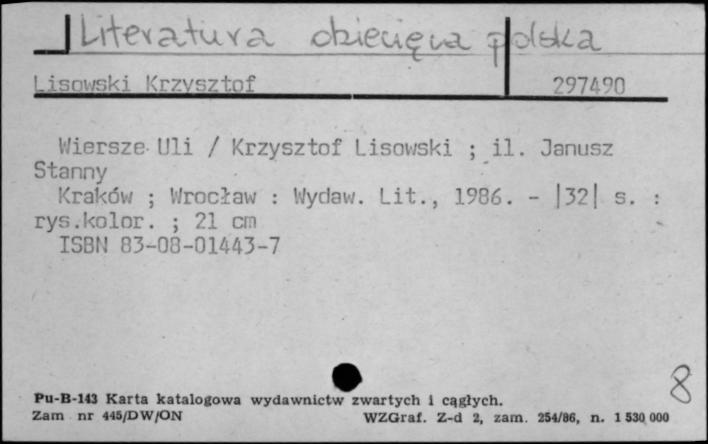 Literatura dziecięca polska
Lisowski Krzysztof 297490
Wiersze Uli / Krzysztof Lisowski ; il. Janusz
Stanny
Kraków ; Wrocław : Wydaw. Lit., 1986. - |32| s. :
rys.kolor. ; 21 cm
ISBN 83-08-01443-7
8
Pu-B-143 Karta katalogowa wydawnictw zwartych i cągłych.
Zam nr 445/DW/ON WZGraf. Z-d 2, zam. 254/86, n. 1 530 000